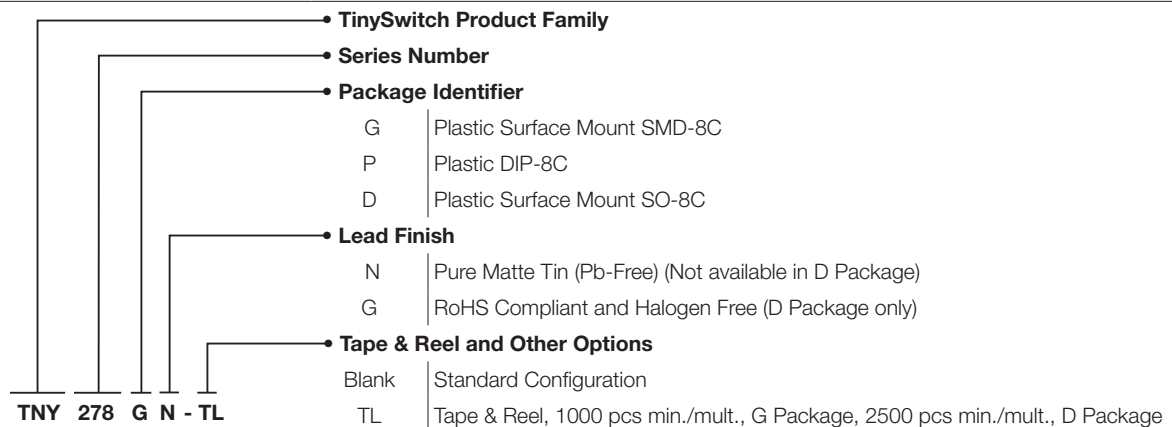 TinySwitch Product Family
Series Number
Package Identifier
G Plastic Surface Mount SMD-8C
P Plastic DIP-8C
D Plastic Surface Mount SO-8C
Lead Finish
N Pure Matte Tin (Pb-Free) (Not available in D Package)
G RoHS Compliant and Halogen Free (D Package only)
Tape & Reel and Other Options
Blank Standard Configuration
TNY 278 G N - TL TL Tape & Reel, 1000 pcs min./mult., G Package, 2500 pcs min./mult., D Package